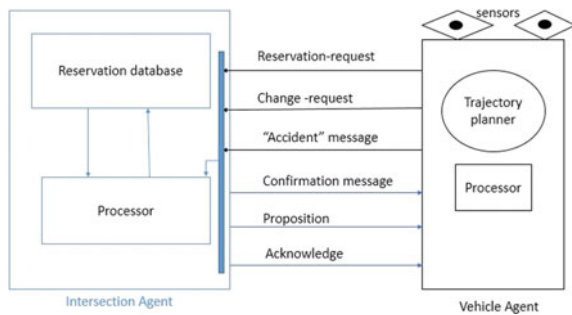 sensors
Reservation database
Reservation-request
Change -request
Trajectory
planner
“Accident” message
Confirmation message
Processor
Processor
Proposition
Acknowledge
Intersection Agent
Vehicle Agent